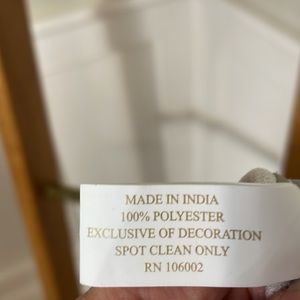 MADE IN INDIA
100% POLYESTER
EXCLUSIVE OF DECORATION
SPOT CLEAN ONLY
RN 106002